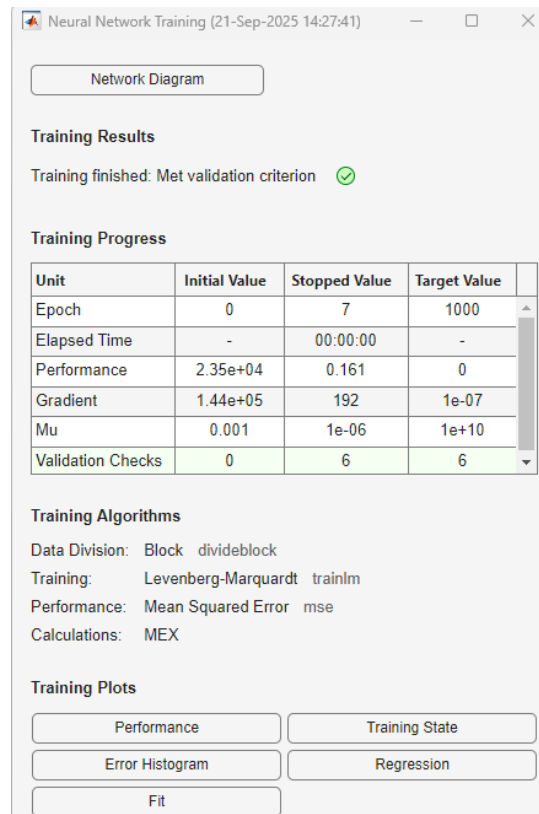 Neural Network Training (21-Sep-2025 14:27:41)
Network Diagram
Training Results
Training finished: Met validation criterion
Training Progress
Unit Initial Value Stopped Value Target Value
Epoch 0 7 1000
Elapsed Time - 00:00:00 -
Performance 2.35e+04 0.161 0
Gradient 1.44e+05 192 1e-07
Mu 0.001 1e-06 1e+10
Validation Checks 0 6 6
Training Algorithms
Data Division: Block divideblock
Training: Levenberg-Marquardt trainlm
Performance: Mean Squared Error mse
Calculations: MEX
Training Plots
Performance Training State
Error Histogram Regression
Fit